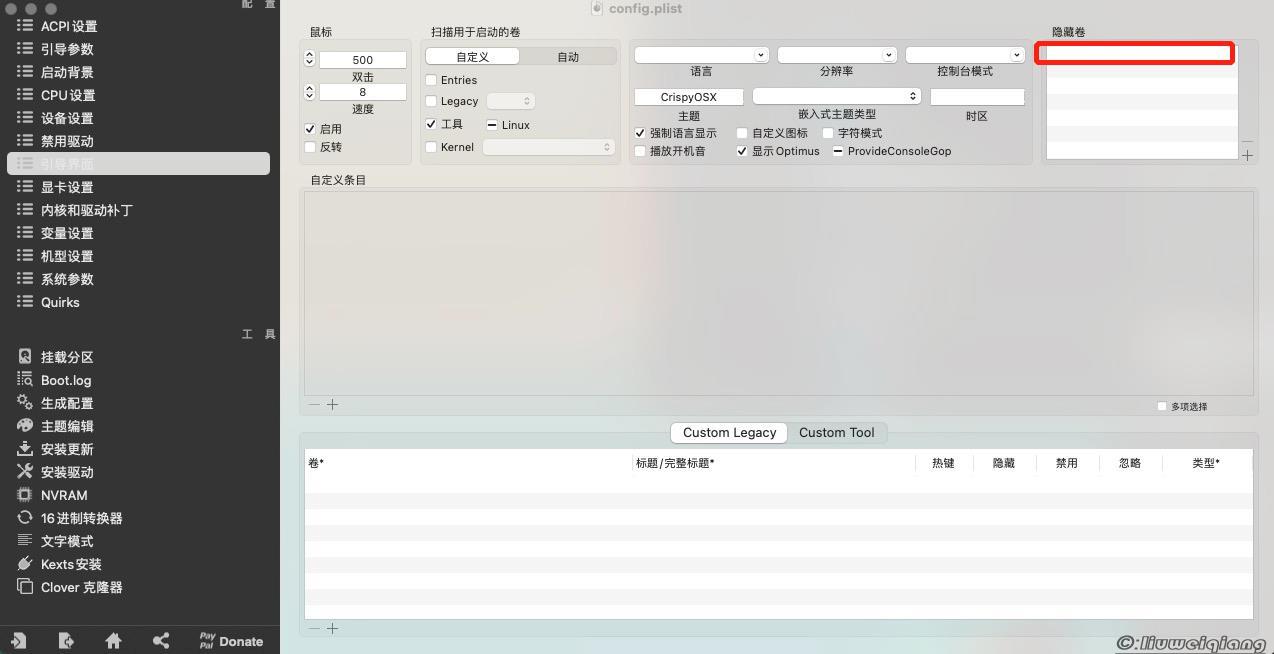 配 置
ACPI 设置
引导参数
启动背景
CPU 设置
设备设置
禁用驱动
引导界面
显卡设置
内核和驱动补丁
变量设置
机型设置
系统参数
Quirks
工 具
挂载分区
Boot.log
生成配置
主题编辑
安装更新
安装驱动
NVRAM
16 进制转换器
文字模式
Kexts 安装
Clover 克隆器
Pay Pal Donate
config.plist
鼠标
500
双击
8
速度
启用
反转
扫描用于启动的卷
自定义 自动
Entries
Legacy
工具 Linux
Kernel
语言 分辨率 控制台模式
CrispyOSX
主题 嵌入式主题类型 时区
强制语言显示 自定义图标 字符模式
播放开机音 显示 Optimus ProvideConsoleGop
隐藏卷
自定义条目
多项选择
Custom Legacy Custom Tool
卷* 标题/完整标题* 热键 隐藏 禁用 忽略 类型*
©:liuweiqiang